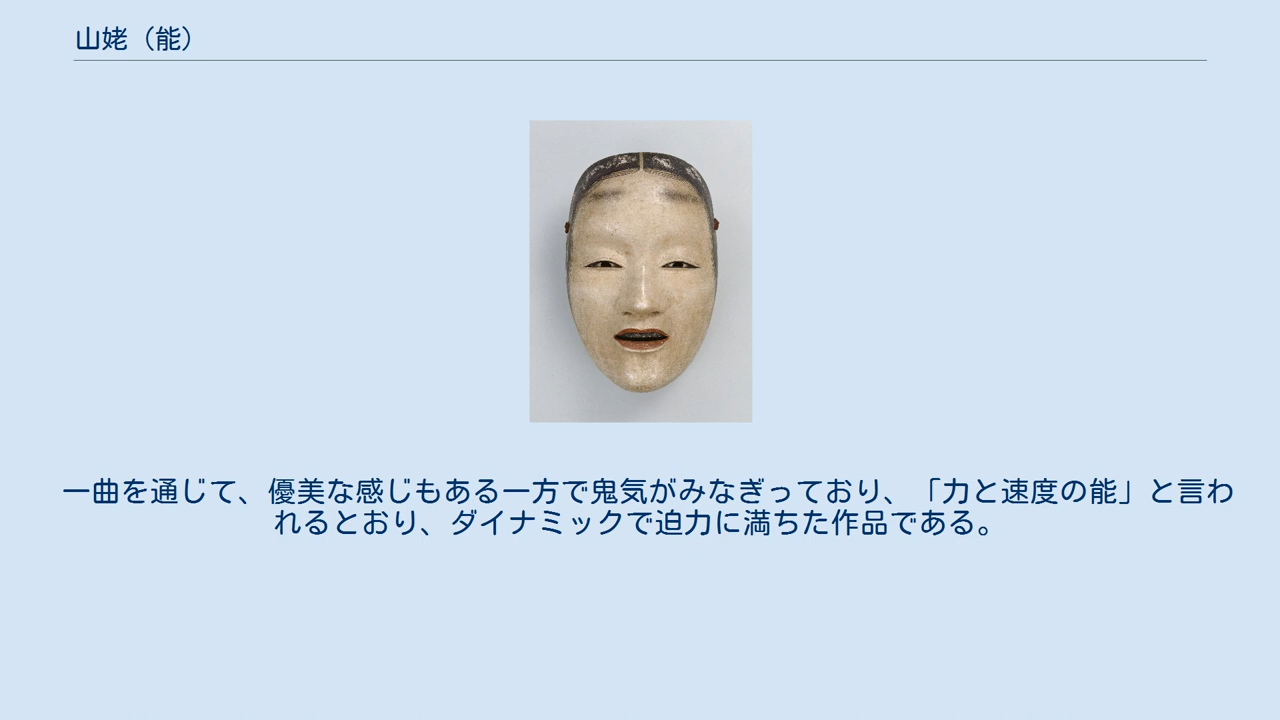 山姥（能）
一曲を通じて、優美な感じもある一方で鬼気がみなぎっており、「力と速度の能」と言わ
れるとおり、ダイナミックで迫力に満ちた作品である。